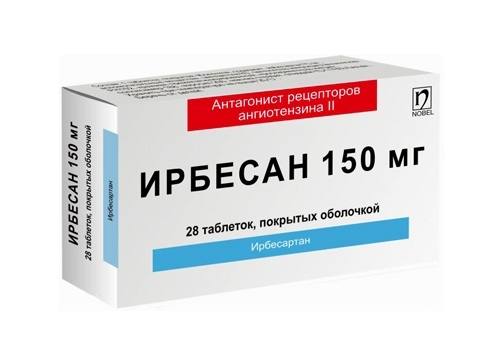 Антагонист рецепторов
ангиотензина II
NOBEL
ИРБЕСАН 150 мг
28 таблеток, покрытых оболочкой
Ирбесартан
ИРБЕСАН 150 мг
28 таблеток, покрытых оболочкой
Ирбесартан